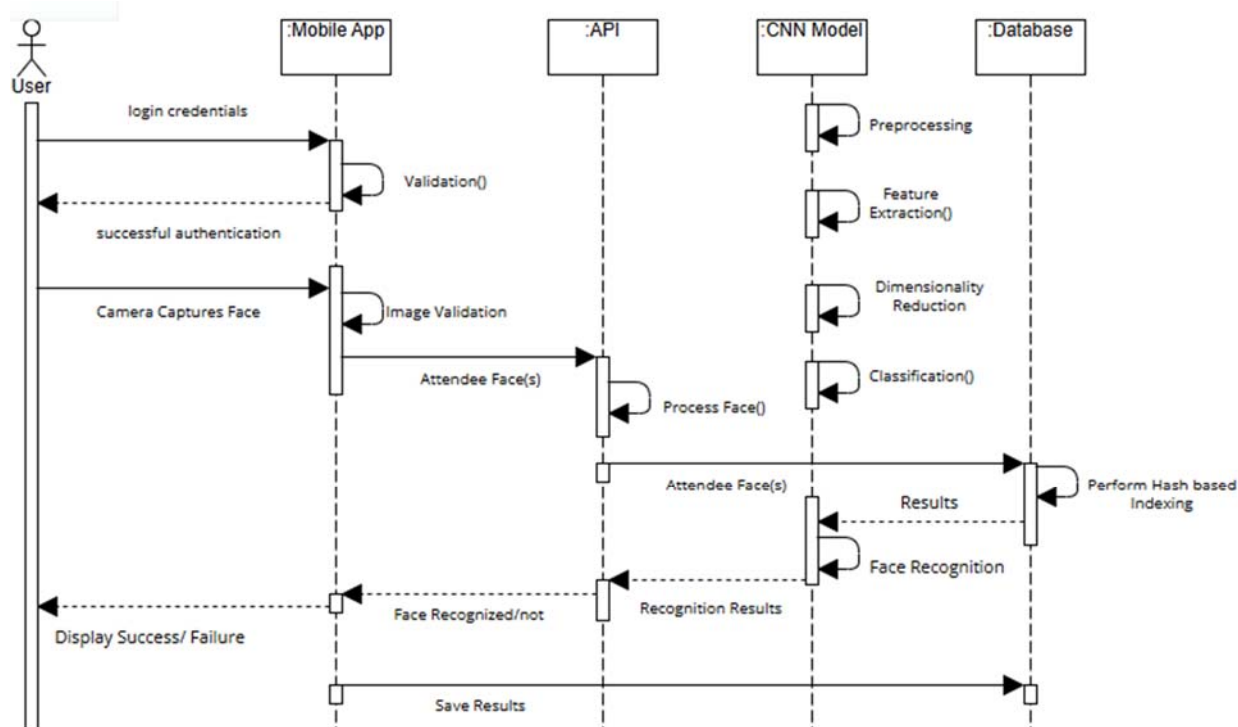 :Mobile App
:API
:CNN Model
:Database
User
login credentials
Preprocessing
Validation()
Feature
Extraction()
successful authentication
Dimensionality
Reduction
Camera Captures Face
Image Validation
Attendee Face(s)
Classification()
Process Face()
Attendee Face(s)
Perform Hash based
Indexing
Results
Face Recognition
Recognition Results
Face Recognized/not
Display Success/ Failure
Save Results